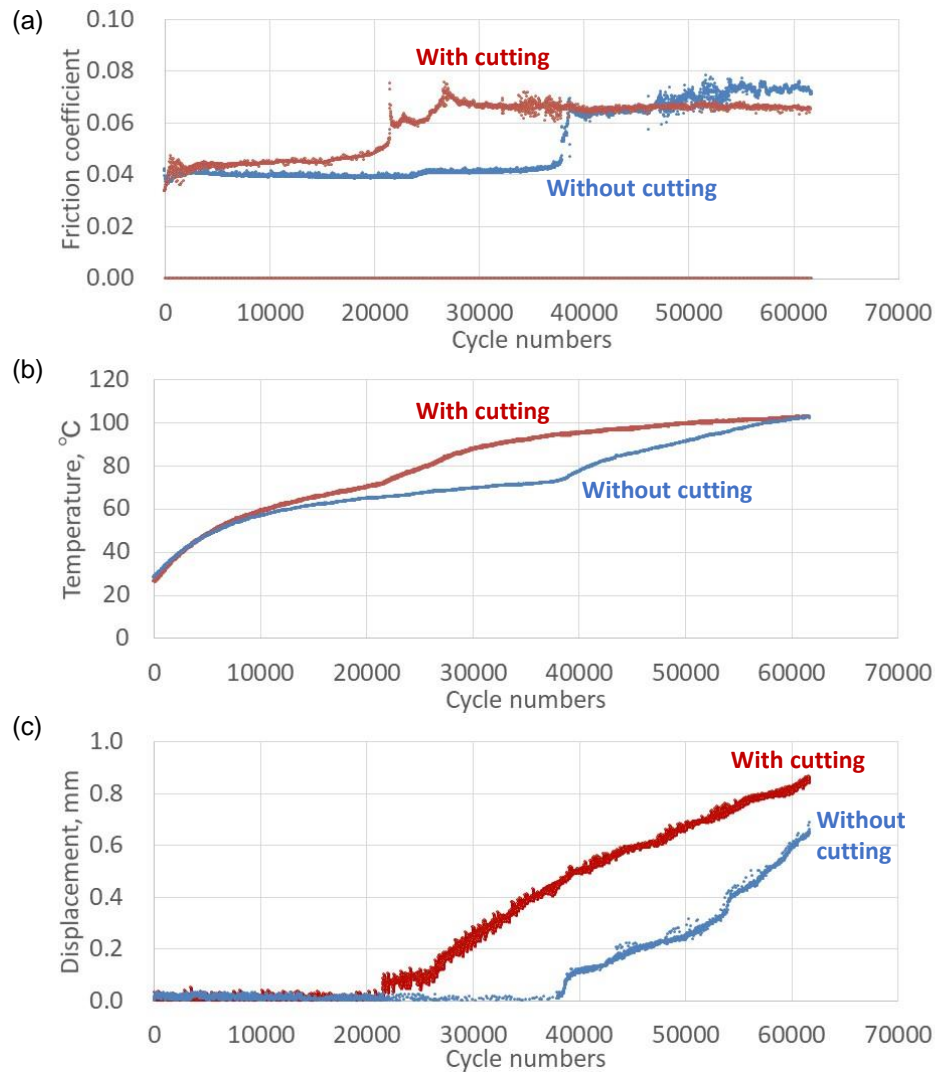 (a)
0.10
0.08
0.06
0.04
0.02
0.00
Friction coefficient
With cutting
Without cutting
0 10000 20000 30000 40000 50000 60000 70000
Cycle numbers
(b)
120
100
80
60
40
20
0
Temperature, °C
With cutting
Without cutting
0 10000 20000 30000 40000 50000 60000 70000
Cycle numbers
(c)
1.0
0.8
0.6
0.4
0.2
0.0
Displacement, mm
With cutting
Without
cutting
0 10000 20000 30000 40000 50000 60000 70000
Cycle numbers